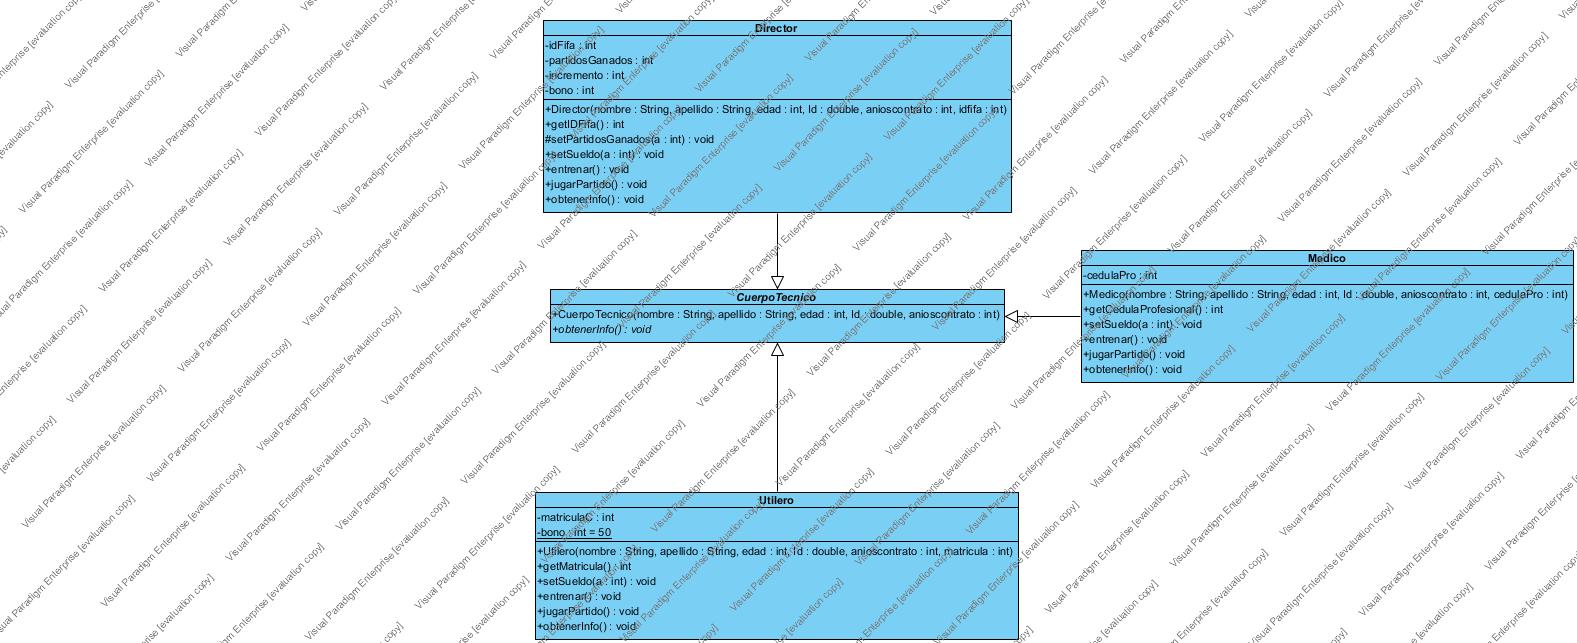 Director
-idFifa : int
-partidosGanados : int
-incremento : int
-bono : int
+Director(nombre : String, apellido : String, edad : int, Id : double, anioscontrato : int, idfifa : int)
+getIDFifa() : int
#setPartidosGanados(a : int) : void
+setSueldo(a : int) : void
+entrenar() : void
+jugarPartido() : void
+obtenerInfo() : void
CuerpoTecnico
+CuerpoTecnico(nombre : String, apellido : String, edad : int, Id : double, anioscontrato : int)
+obtenerInfo() : void
Medico
-cedulaPro : int
+Medico(nombre : String, apellido : String, edad : int, Id : double, anioscontrato : int, cedulaPro : int)
+getCedulaProfesional() : int
+setSueldo(a : int) : void
+entrenar() : void
+jugarPartido() : void
+obtenerInfo() : void
Utilero
-matriculaC : int
-bono : int = 50
+Utilero(nombre : String, apellido : String, edad : int, Id : double, anioscontrato : int, matricula : int)
+getMatricula() : int
+setSueldo(a : int) : void
+entrenar() : void
+jugarPartido() : void
+obtenerInfo() : void
Visual Paradigm Enterprise [evaluation copy]